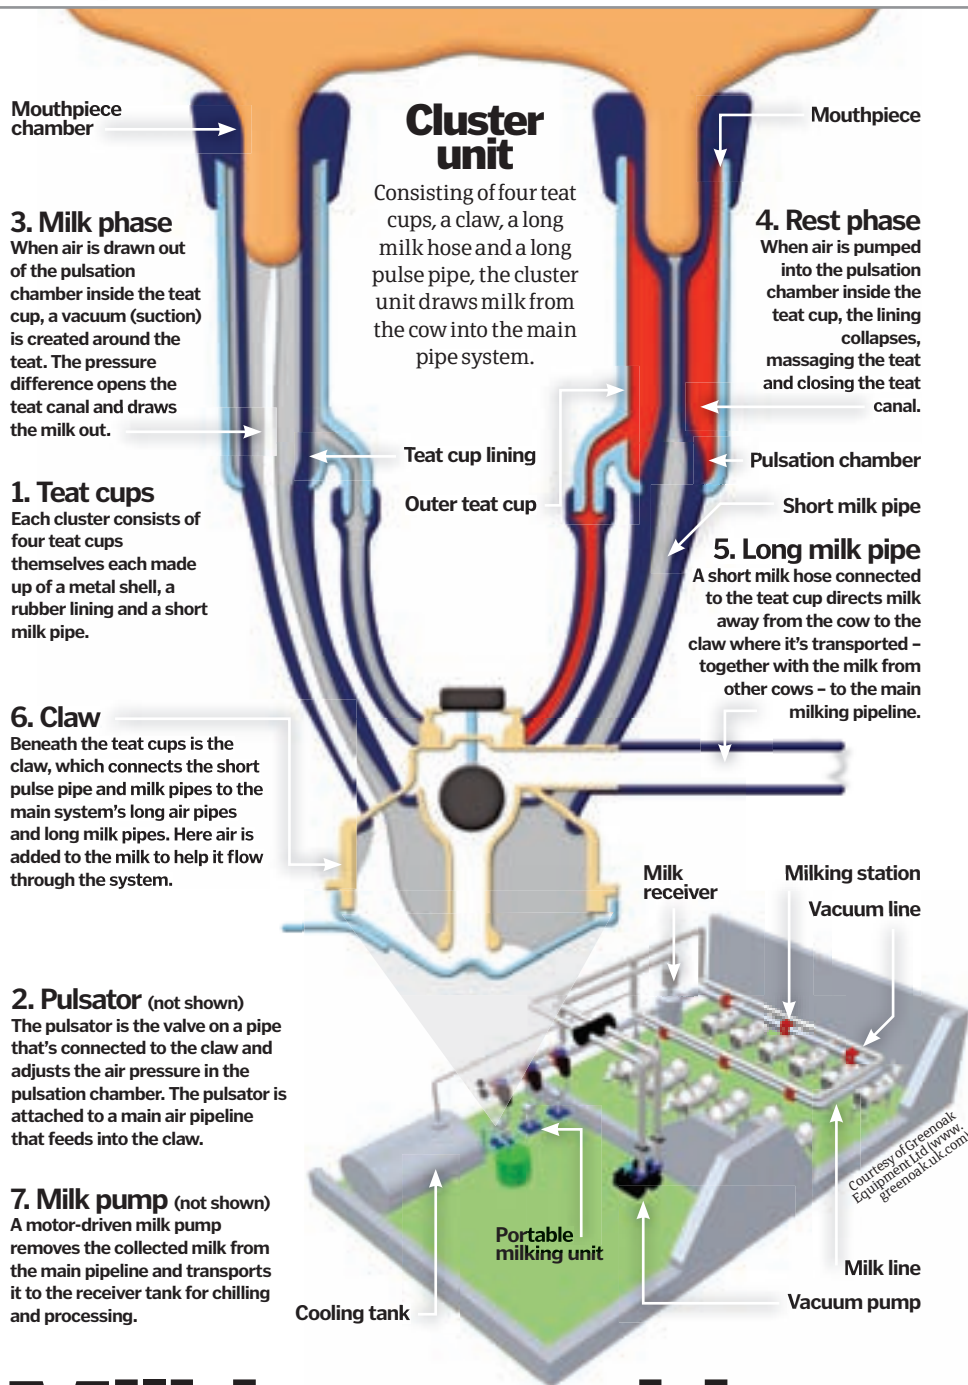 Mouthpiece
chamber
Cluster
unit
Consisting of four teat
cups, a claw, a long
milk hose and a long
pulse pipe, the cluster
unit draws milk from
the cow into the main
pipe system.
Mouthpiece
3. Milk phase
When air is drawn out
of the pulsation
chamber inside the teat
cup, a vacuum (suction)
is created around the
teat. The pressure
difference opens the
teat canal and draws
the milk out.
4. Rest phase
When air is pumped
into the pulsation
chamber inside the
teat cup, the lining
collapses,
massaging the teat
and closing the teat
canal.
Teat cup lining
Outer teat cup
Pulsation chamber
Short milk pipe
1. Teat cups
Each cluster consists of
four teat cups
themselves each made
up of a metal shell, a
rubber lining and a short
milk pipe.
5. Long milk pipe
A short milk hose connected
to the teat cup directs milk
away from the cow to the
claw where it's transported –
together with the milk from
other cows – to the main
milking pipeline.
6. Claw
Beneath the teat cups is the
claw, which connects the short
pulse pipe and milk pipes to the
main system's long air pipes
and long milk pipes. Here air is
added to the milk to help it flow
through the system.
Milk
receiver
Milking station
Vacuum line
2. Pulsator (not shown)
The pulsator is the valve on a pipe
that's connected to the claw and
adjusts the air pressure in the
pulsation chamber. The pulsator is
attached to a main air pipeline
that feeds into the claw.
7. Milk pump (not shown)
A motor-driven milk pump
removes the collected milk from
the main pipeline and transports
it to the receiver tank for chilling
and processing.
Cooling tank
Portable
milking unit
Courtesy of Greenoak
Equipment Ltd (www.
greenoak.uk.com)
Milk line
Vacuum pump